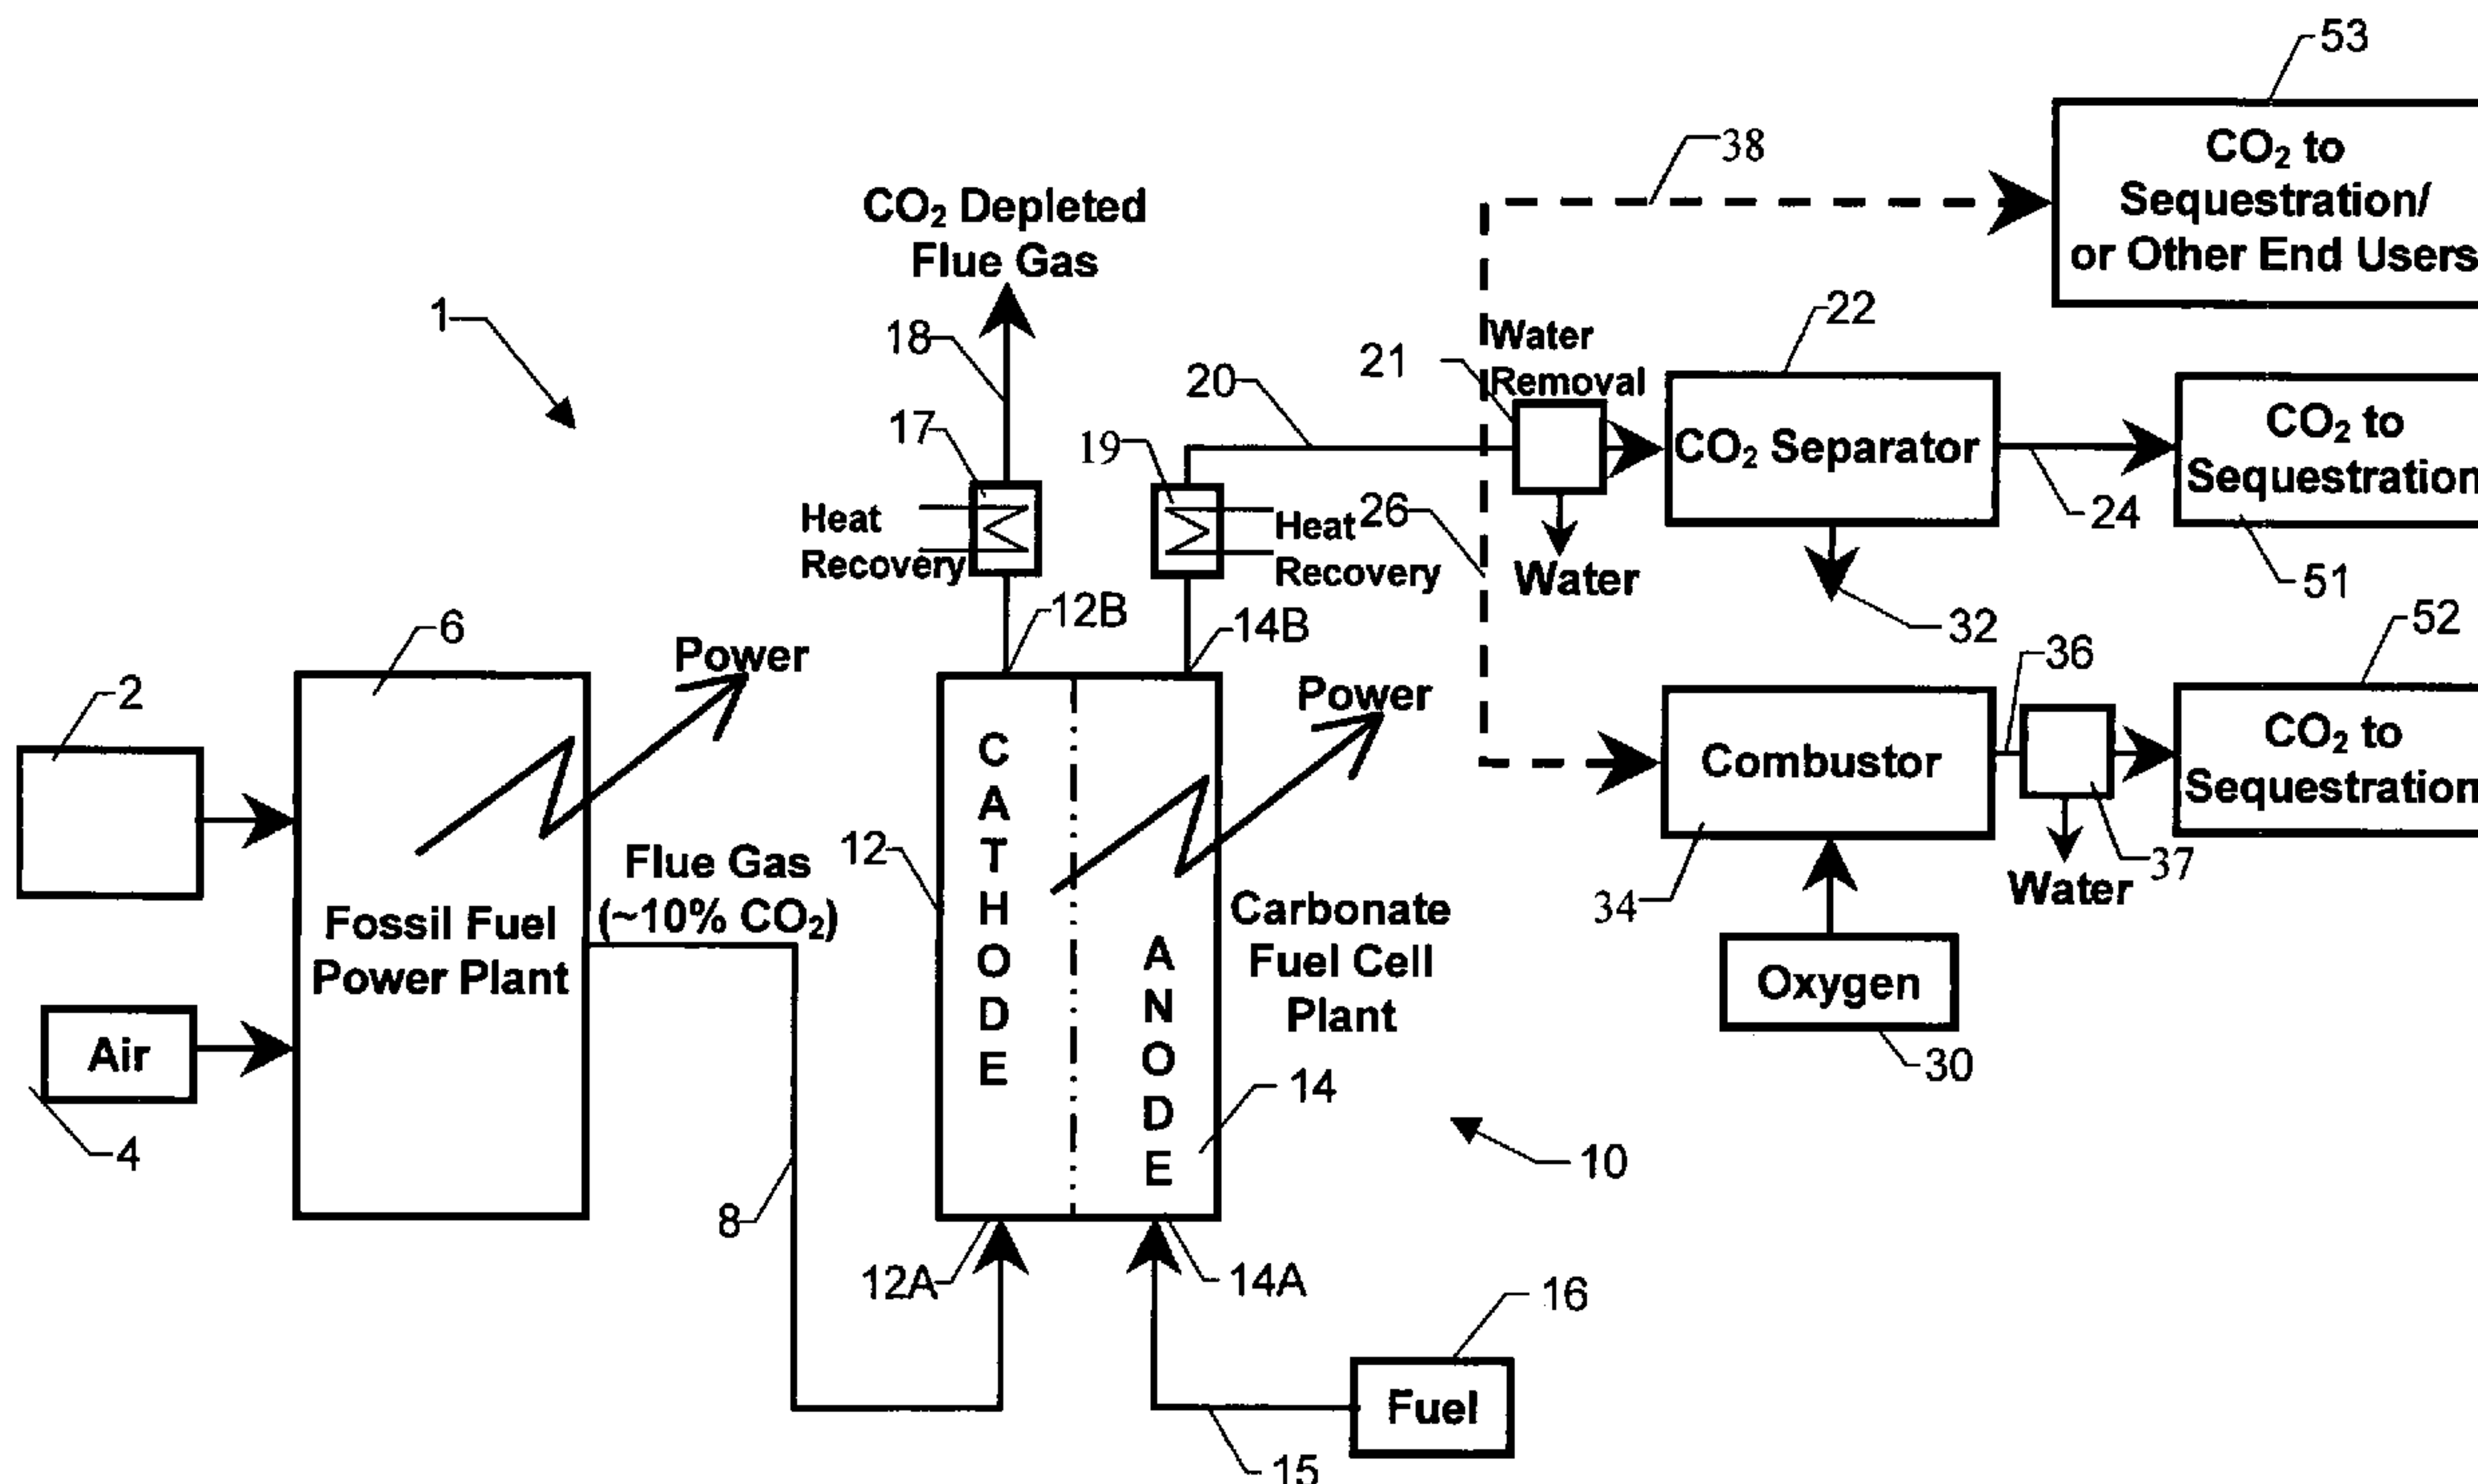 53
CO₂ to
Sequestration/
or Other End Users
38
CO₂ Depleted
Flue Gas
1
18
22
Water
Removal
21
20
17
19
CO₂ Separator
CO₂ to
Sequestration
24
51
Heat
Recovery
Heat
Recovery
26
Water
32
12B
14B
52
36
6
Power
Power
2
C
A
T
H
O
D
E
Combustor
CO₂ to
Sequestration
37
Water
34
12
Flue Gas
(~10% CO₂)
Fossil Fuel
Power Plant
Carbonate
Fuel Cell
Plant
A
N
O
D
E
14
Oxygen
30
Air
4
10
8
12A
14A
16
Fuel
15